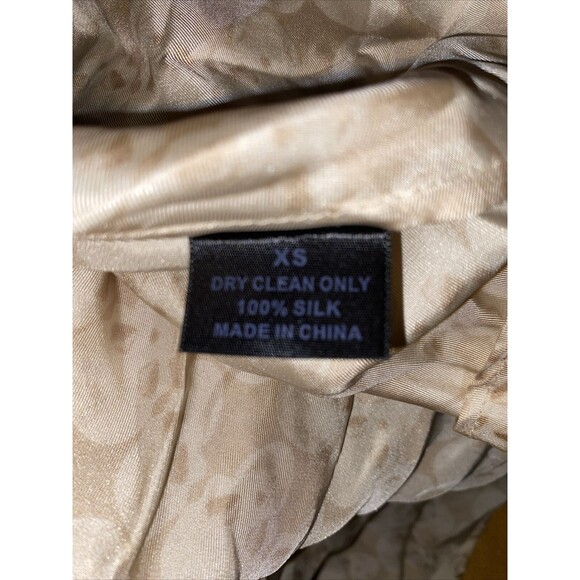 XS
DRY CLEAN ONLY
100% SILK
MADE IN CHINA